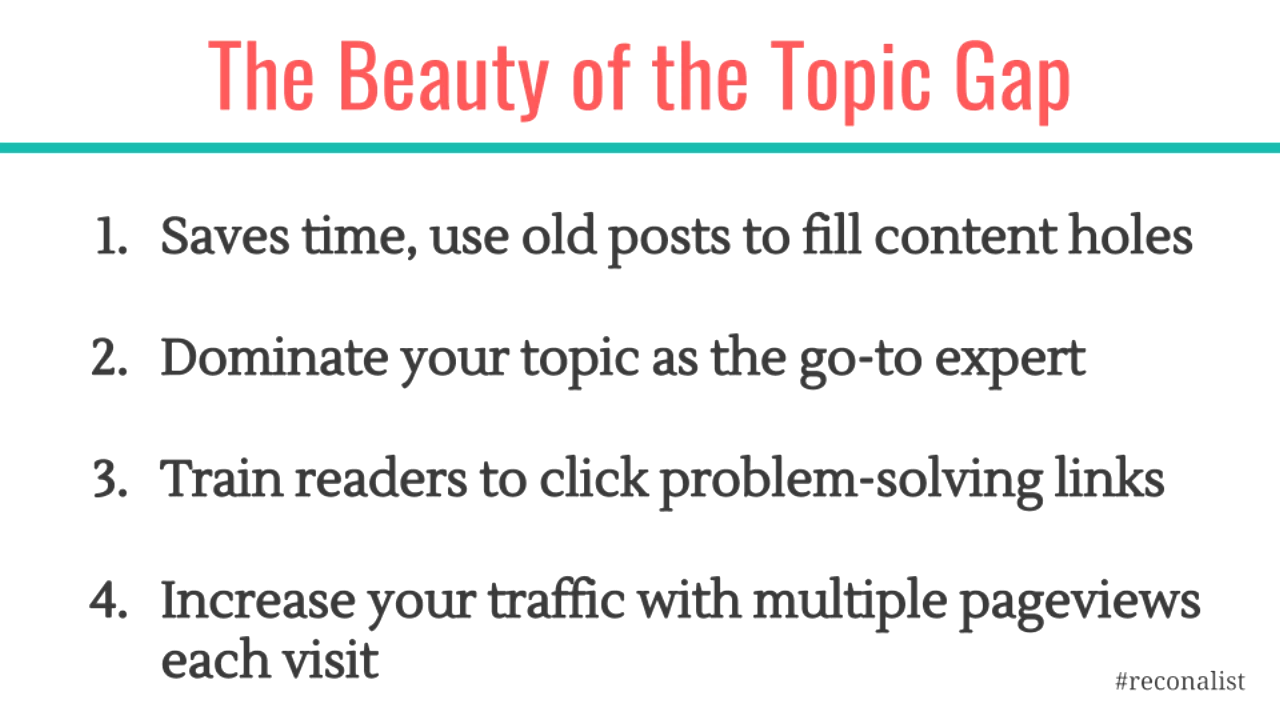 The Beauty of the Topic Gap
1. Saves time, use old posts to fill content holes
2. Dominate your topic as the go-to expert
3. Train readers to click problem-solving links
4. Increase your traffic with multiple pageviews
each visit
#reconalist